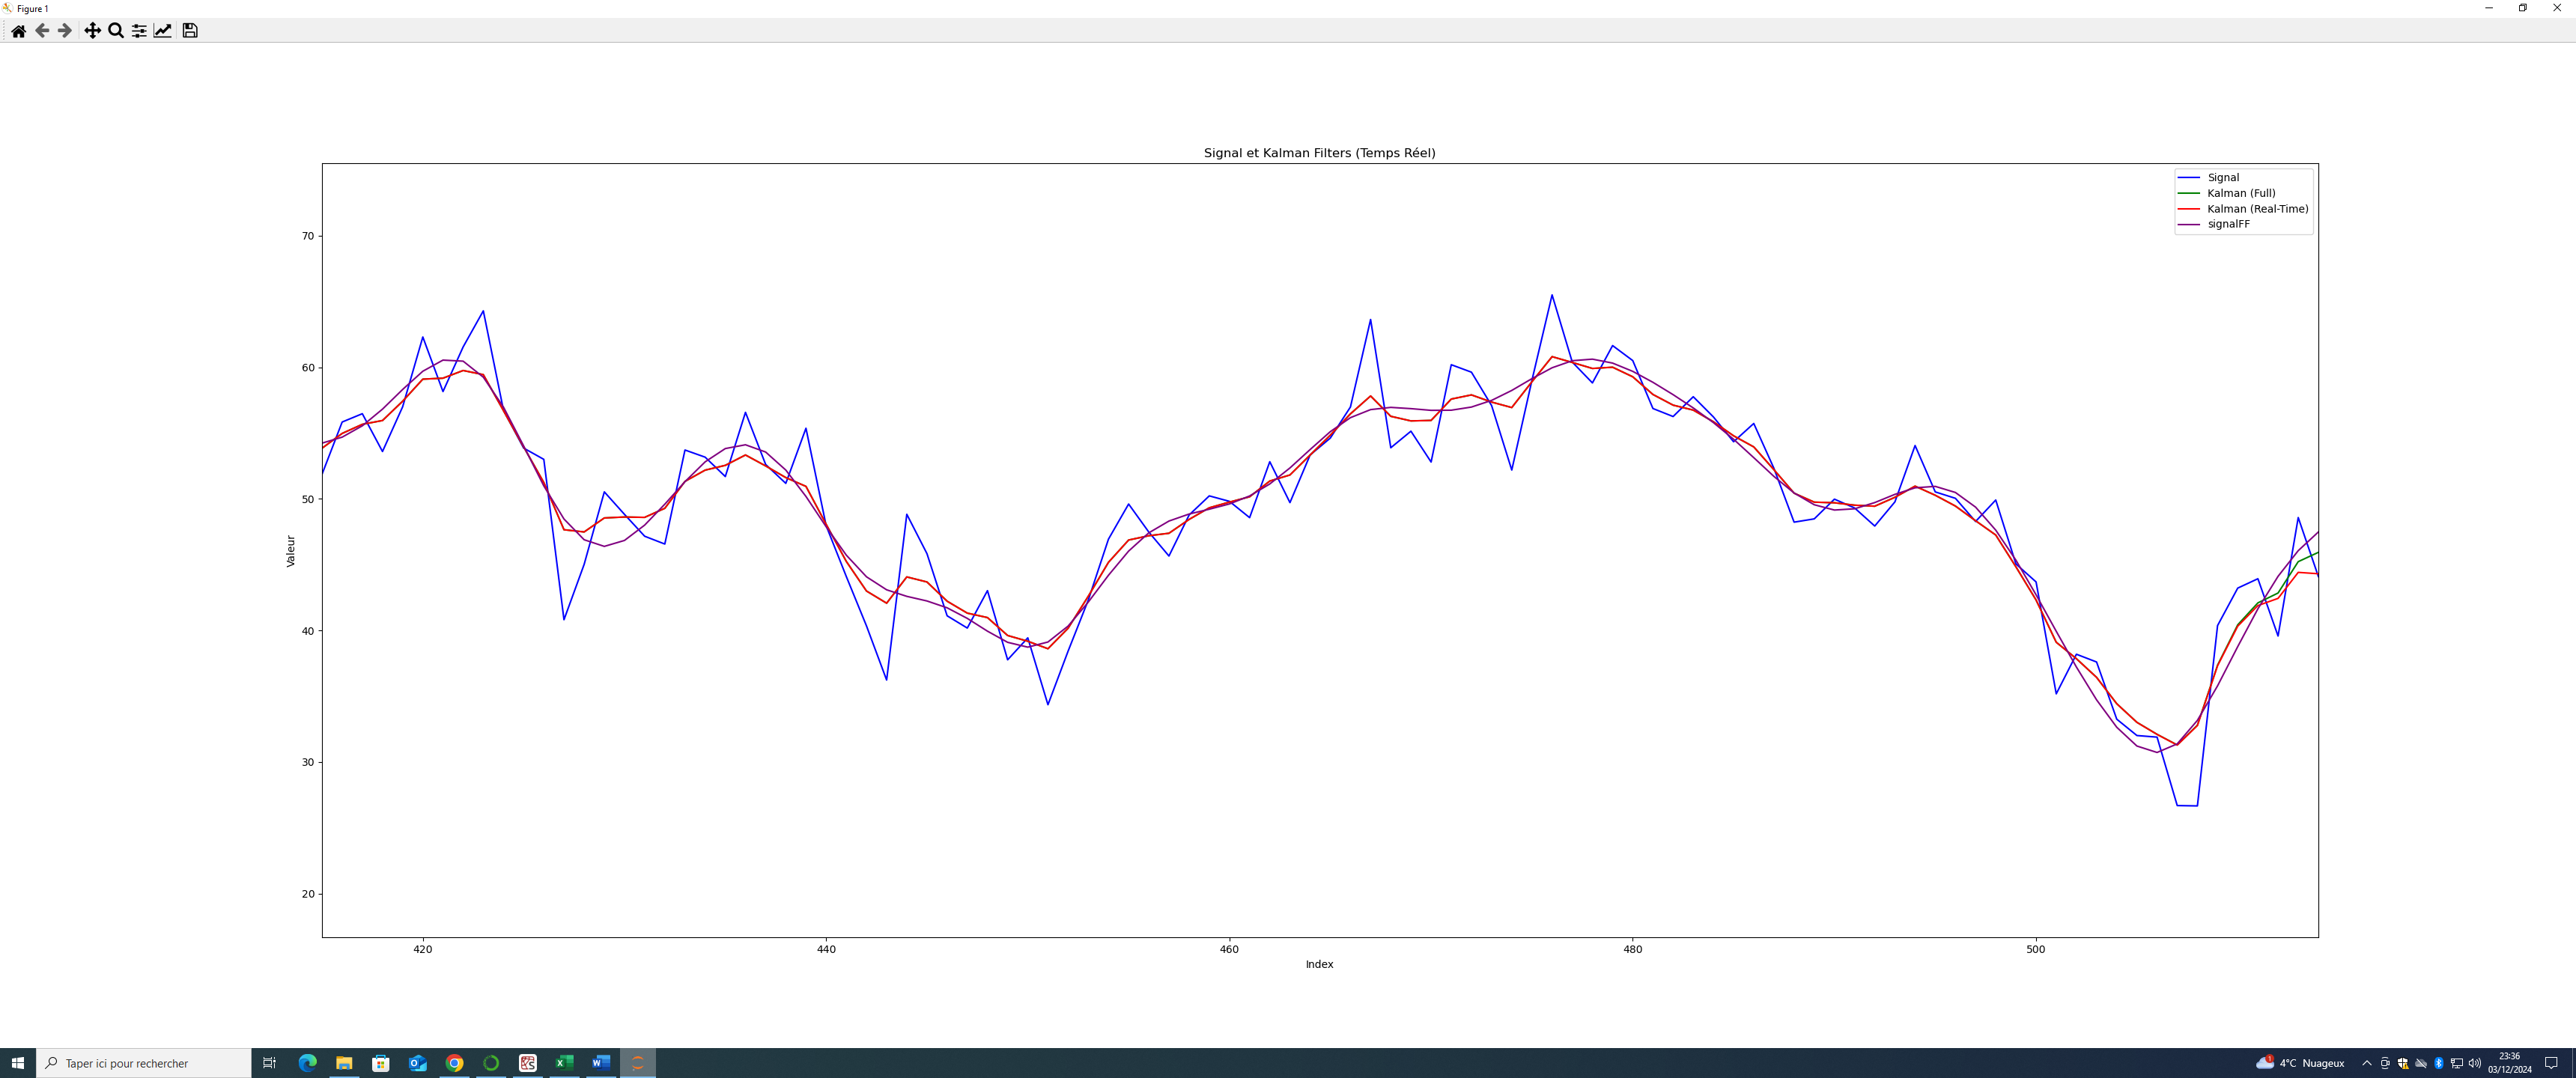 Figure 1
Signal et Kalman Filters (Temps Réel)
Signal
Kalman (Full)
Kalman (Real-Time)
signalFF
70
60
50
40
30
20
Valeur
420 440 460 480 500
Index
Taper ici pour rechercher
4°C Nuageux
23:36
03/12/2024